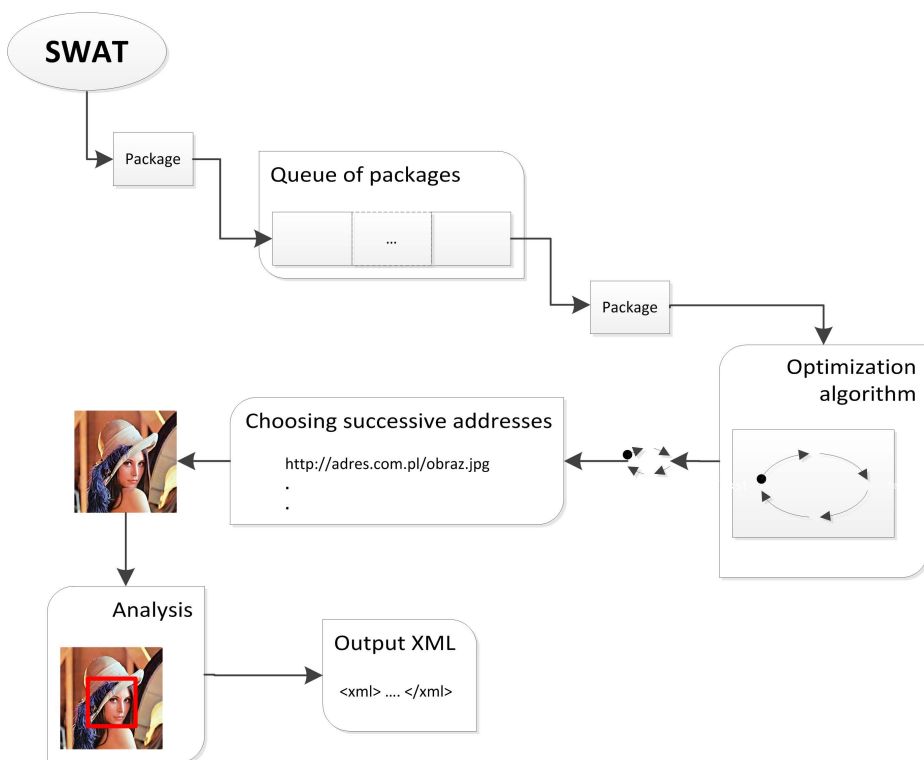 SWAT
Package
Queue of packages
...
Package
Optimization
algorithm
Choosing successive addresses
http://adres.com.pl/obraz.jpg
.
.
Analysis
Output XML
<xml> .... </xml>